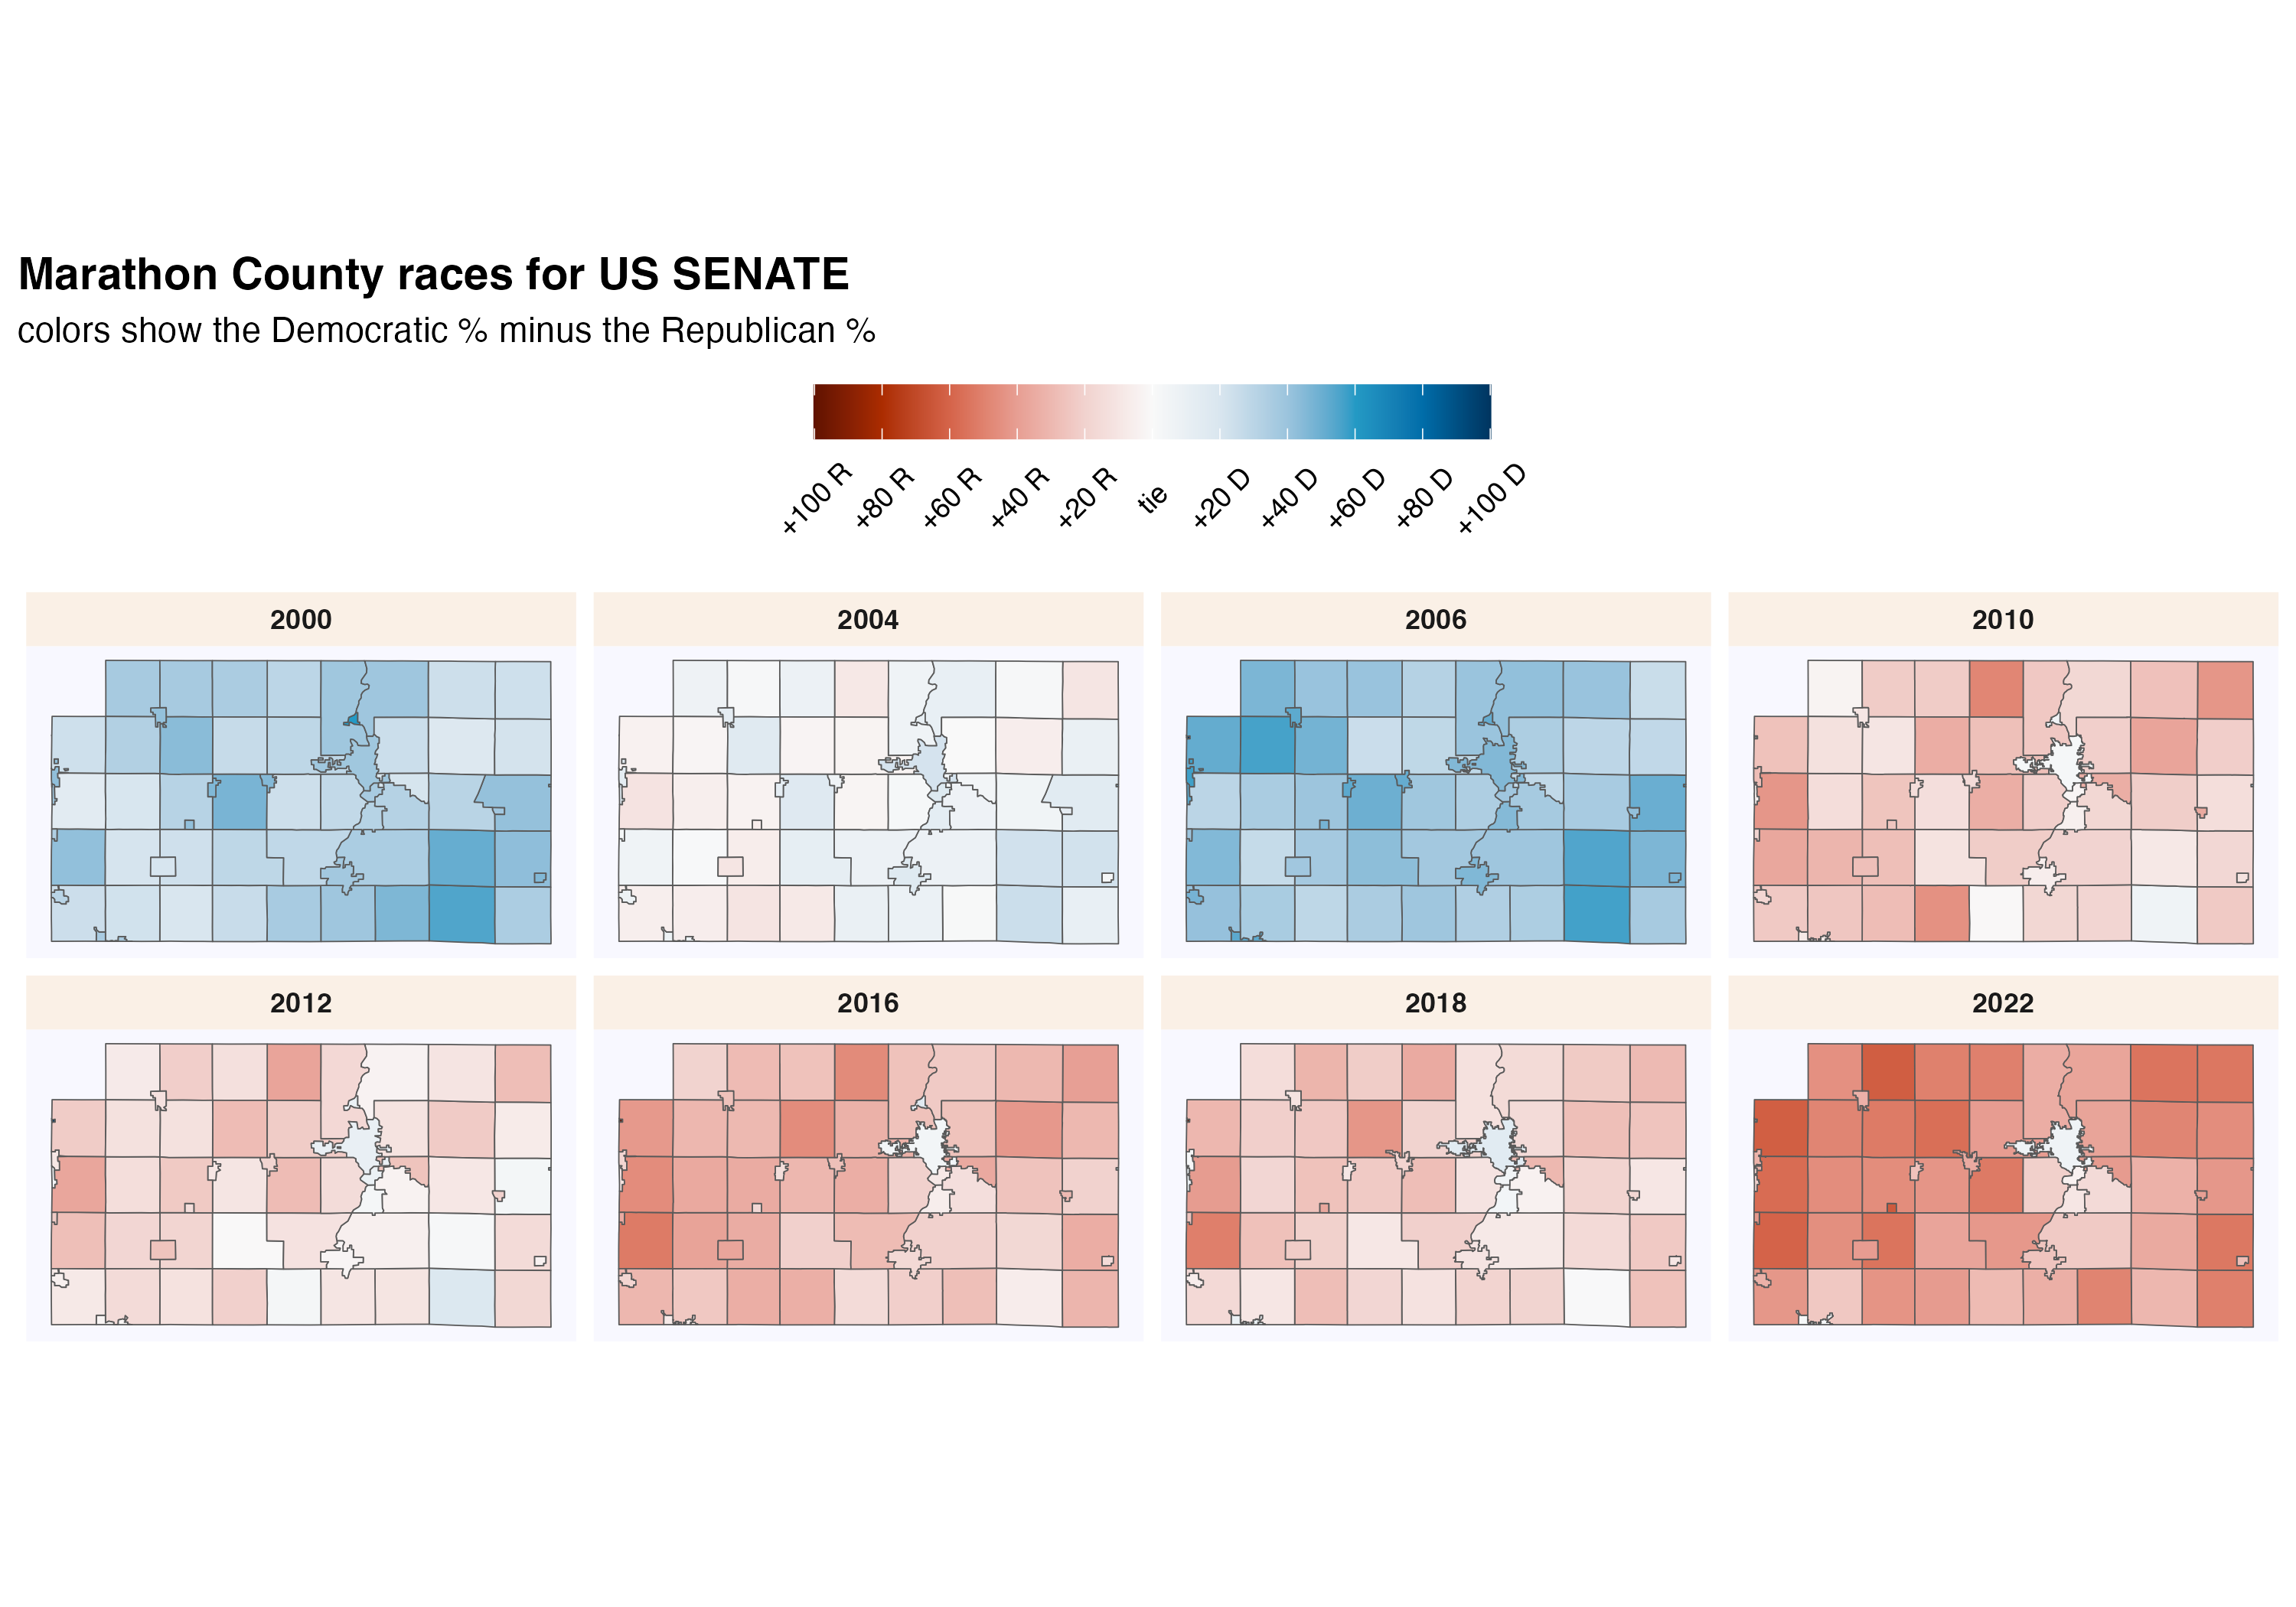 Marathon County races for US SENATE
colors show the Democratic % minus the Republican %
+100 R
+80 R
+60 R
+40 R
+20 R
tie
+20 D
+40 D
+60 D
+80 D
+100 D
2000
2004
2006
2010
2012
2016
2018
2022